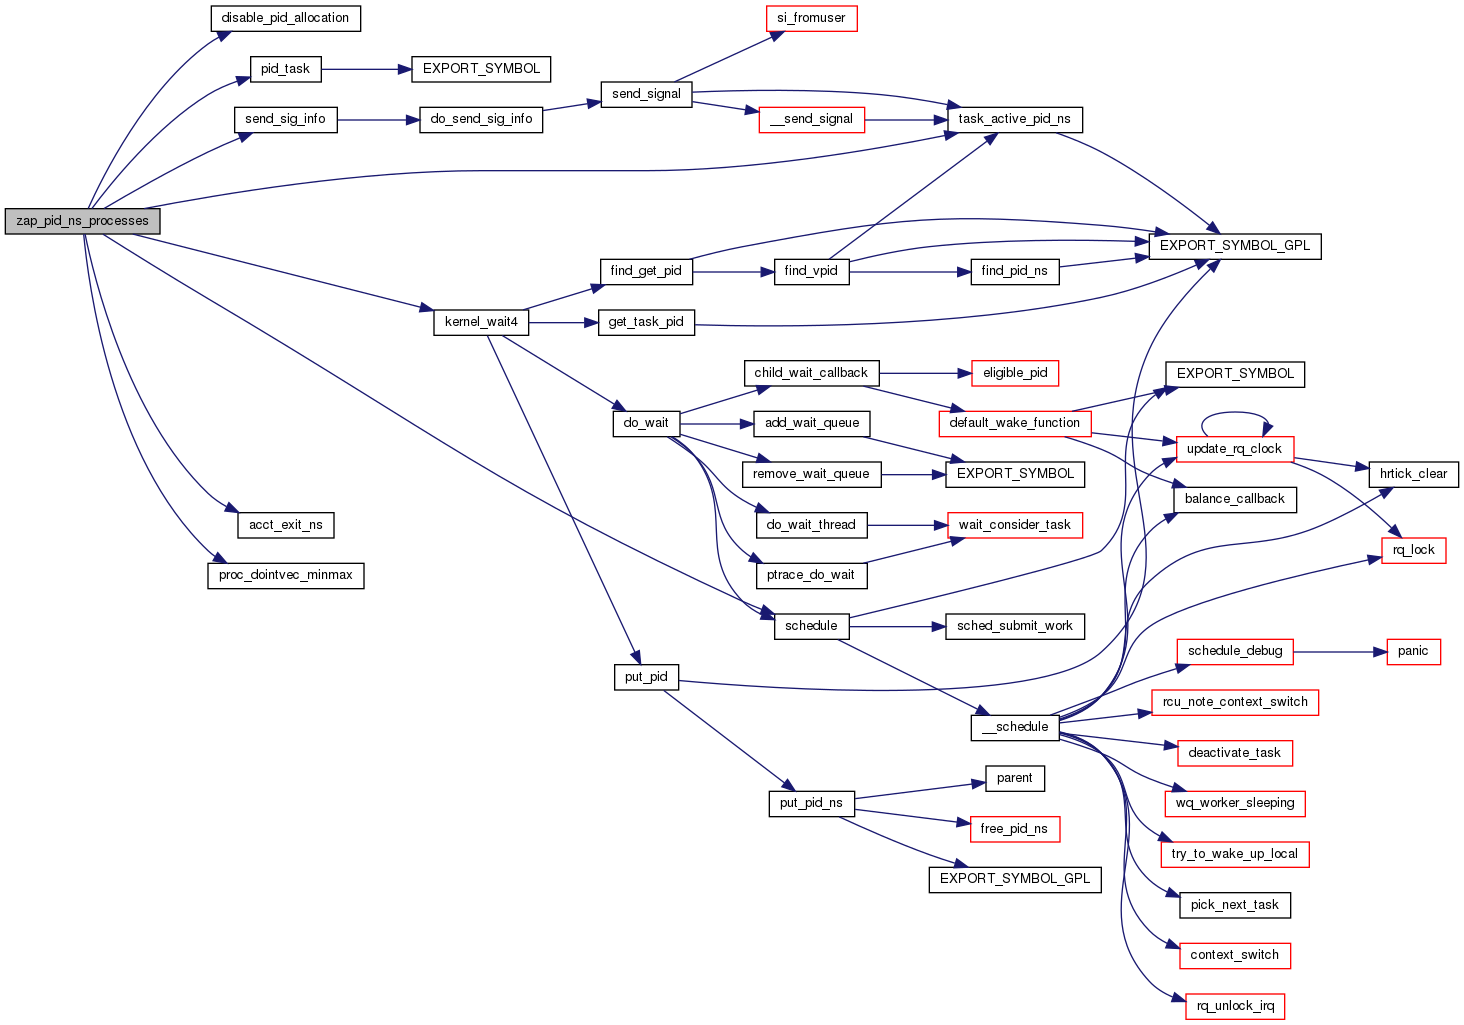 disable_pid_allocation
si_fromuser
pid_task
EXPORT_SYMBOL
send_signal
send_sig_info
do_send_sig_info
__send_signal
task_active_pid_ns
zap_pid_ns_processes
EXPORT_SYMBOL_GPL
find_get_pid
find_vpid
find_pid_ns
kernel_wait4
get_task_pid
child_wait_callback
eligible_pid
EXPORT_SYMBOL
do_wait
add_wait_queue
default_wake_function
update_rq_clock
remove_wait_queue
EXPORT_SYMBOL
hrtick_clear
balance_callback
acct_exit_ns
do_wait_thread
wait_consider_task
rq_lock
proc_dointvec_minmax
ptrace_do_wait
schedule
sched_submit_work
schedule_debug
panic
put_pid
rcu_note_context_switch
__schedule
deactivate_task
parent
put_pid_ns
wq_worker_sleeping
free_pid_ns
try_to_wake_up_local
EXPORT_SYMBOL_GPL
pick_next_task
context_switch
rq_unlock_irq